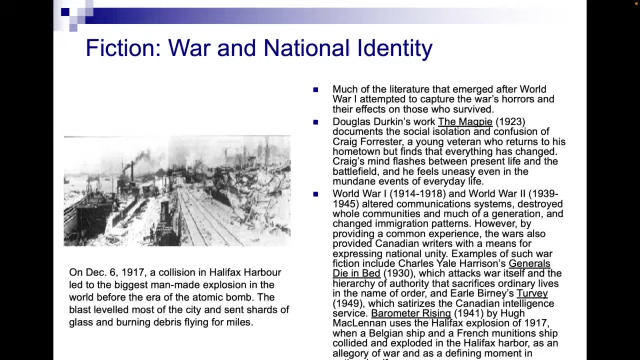 Fiction: War and National Identity
Much of the literature that emerged after World
War I attempted to capture the war's horrors and
their effects on those who survived.
Douglas Durkin's work The Magpie (1923)
documents the social isolation and confusion of
Craig Forrester, a young veteran who returns to his
hometown but finds that everything has changed.
Craig's mind flashes between present life and the
battlefield, and he feels uneasy even in the
mundane events of everyday life.
World War I (1914-1918) and World War II (1939-
1945) altered communications systems, destroyed
whole communities and much of a generation, and
changed immigration patterns. However, by
providing a common experience, the wars also
provided Canadian writers with a means for
expressing national unity. Examples of such war
fiction include Charles Yale Harrison's Generals
Die in Bed (1930), which attacks war itself and the
hierarchy of authority that sacrifices ordinary lives
in the name of order, and Earle Birney's Turvey
(1949), which satirizes the Canadian intelligence
service. Barometer Rising (1941) by Hugh
MacLennan uses the Halifax explosion of 1917,
when a Belgian ship and a French munitions ship
collided and exploded in the Halifax harbor, as
an allegory of war and as a defining moment in
On Dec. 6, 1917, a collision in Halifax Harbour
led to the biggest man-made explosion in the
world before the era of the atomic bomb. The
blast levelled most of the city and sent shards of
glass and burning debris flying for miles.